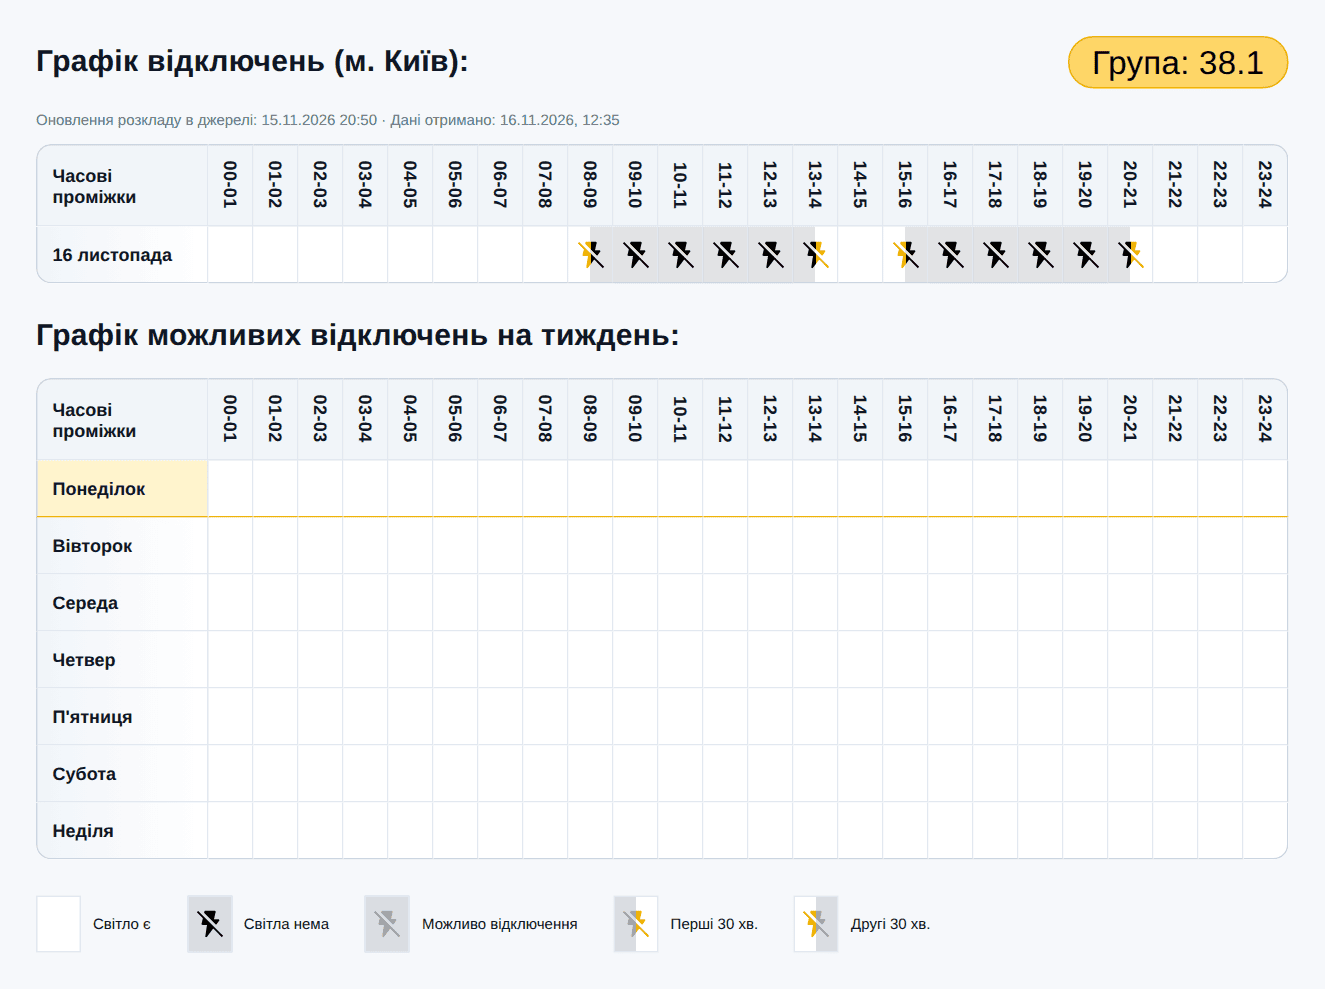 Графік відключень (м. Київ):
Група: 38.1
Оновлення розкладу в джерелі: 15.11.2026 20:50 · Дані отримано: 16.11.2026, 12:35
Часові проміжки 00-01 01-02 02-03 03-04 04-05 05-06 06-07 07-08 08-09 09-10 10-11 11-12 12-13 13-14 14-15 15-16 16-17 17-18 18-19 19-20 20-21 21-22 22-23 23-24
16 листопада
Графік можливих відключень на тиждень:
Часові проміжки 00-01 01-02 02-03 03-04 04-05 05-06 06-07 07-08 08-09 09-10 10-11 11-12 12-13 13-14 14-15 15-16 16-17 17-18 18-19 19-20 20-21 21-22 22-23 23-24
Понеділок
Вівторок
Середа
Четвер
П'ятниця
Субота
Неділя
Світло є Світла нема Можливо відключення Перші 30 хв. Другі 30 хв.